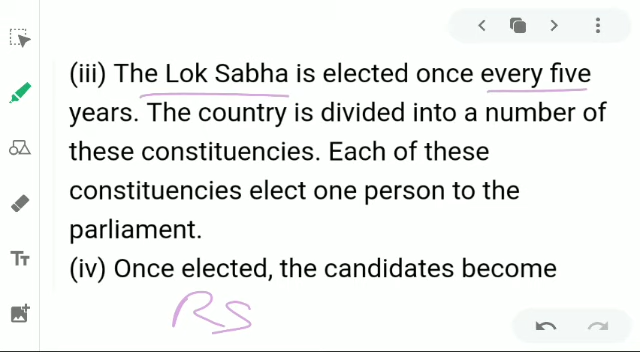 (iii) The Lok Sabha is elected once every five
years. The country is divided into a number of
these constituencies. Each of these
constituencies elect one person to the
parliament.
(iv) Once elected, the candidates become
RS
TT